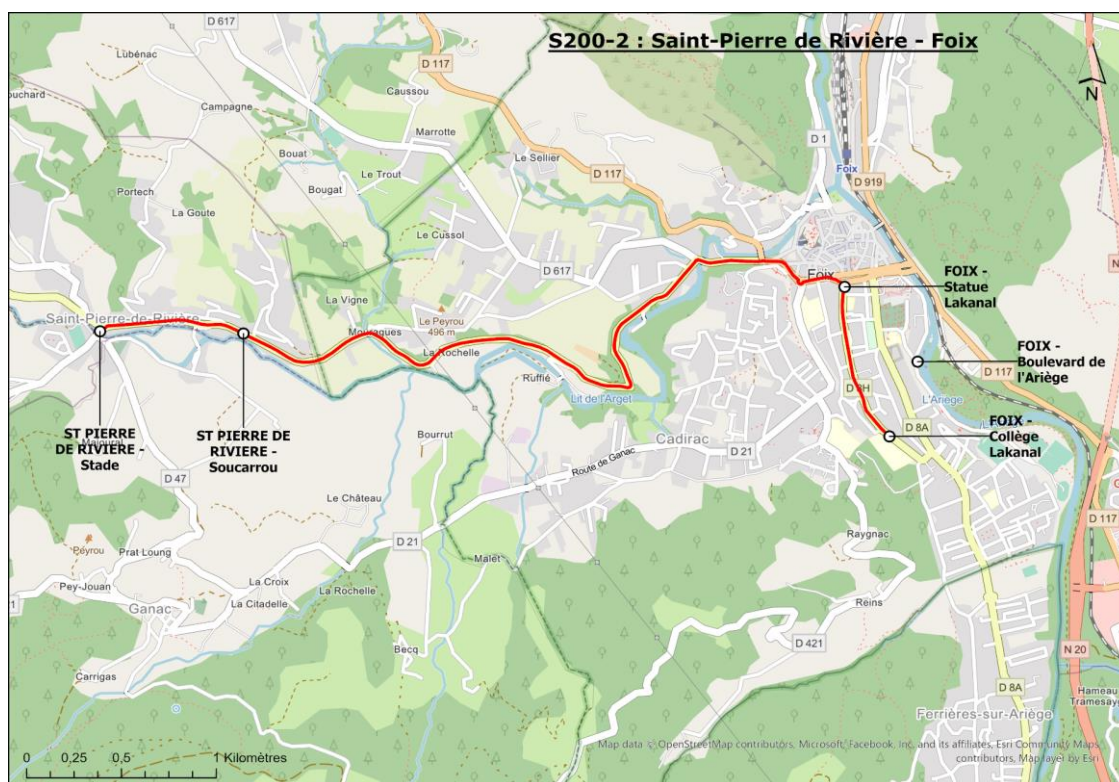 S200-2 : Saint-Pierre de Rivière - Foix
D 617
Lubénac
D 117
Caussou
Campagne
Marrotte
N
D 1
Foix
D 919
Bouat
Le Trout
Bougat
Le Sellier
D 117
Portech
La Goute
Le Cussol
D 617
Foix
FOIX -
Statue
Lakanal
Saint-Pierre-de-Rivière
La Vigne
Le Peyrou
496 m
Mouragues
La Rochelle
Ruffié
Lit de l'Arget
FOIX -
Boulevard de
l'Ariège
D 117
L'Ariège
D 8A
ST PIERRE
DE RIVIERE -
Stade
ST PIERRE DE
RIVIERE -
Soucarrou
Bourrut
Cadirac
D 21
FOIX -
Collège
Lakanal
D 47
Route de Ganac
Le Château
D 117
Peyrou
Prat-Loung
D 21
Malet
Raygnac
Pey-Jouan
La Croix
La Citadelle
La Rochelle
Ganac
Reins
D 421
Becq
N 20
Carrigas
D 8A
Hameau
Tramesay
Ferrières-sur-Ariège
0 0,25 0,5 1 Kilomètres
Map data © OpenStreetMap contributors, Microsoft, Facebook, Inc. and its affiliates, Esri Community Maps
contributors, Map layer by Esri